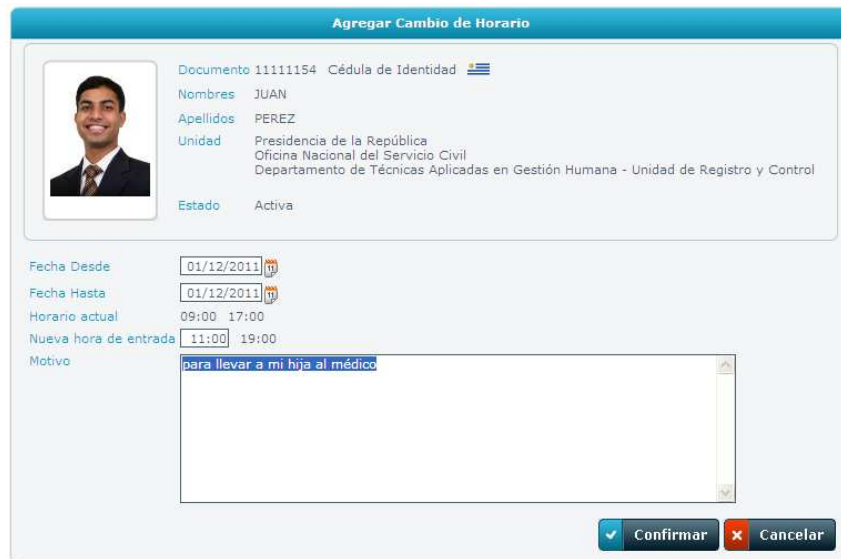 Agregar Cambio de Horario
Documento 11111154 Cédula de Identidad
Nombres JUAN
Apellidos PEREZ
Unidad Presidencia de la República
Oficina Nacional del Servicio Civil
Departamento de Técnicas Aplicadas en Gestión Humana - Unidad de Registro y Control
Estado Activa
Fecha Desde 01/12/2011
Fecha Hasta 01/12/2011
Horario actual 09:00 17:00
Nueva hora de entrada 11:00 19:00
Motivo para llevar a mi hija al médico
Confirmar Cancelar